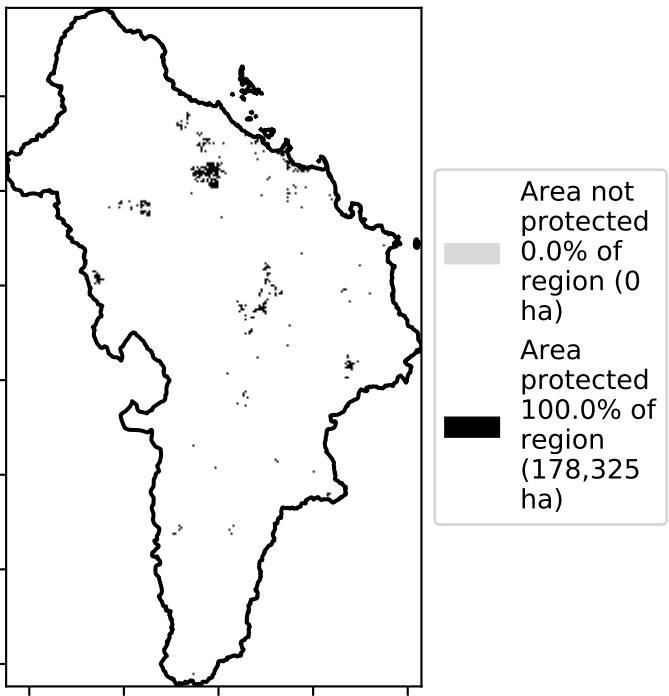 Area not
protected
0.0% of
region (0
ha)
Area
protected
100.0% of
region
(178,325
ha)